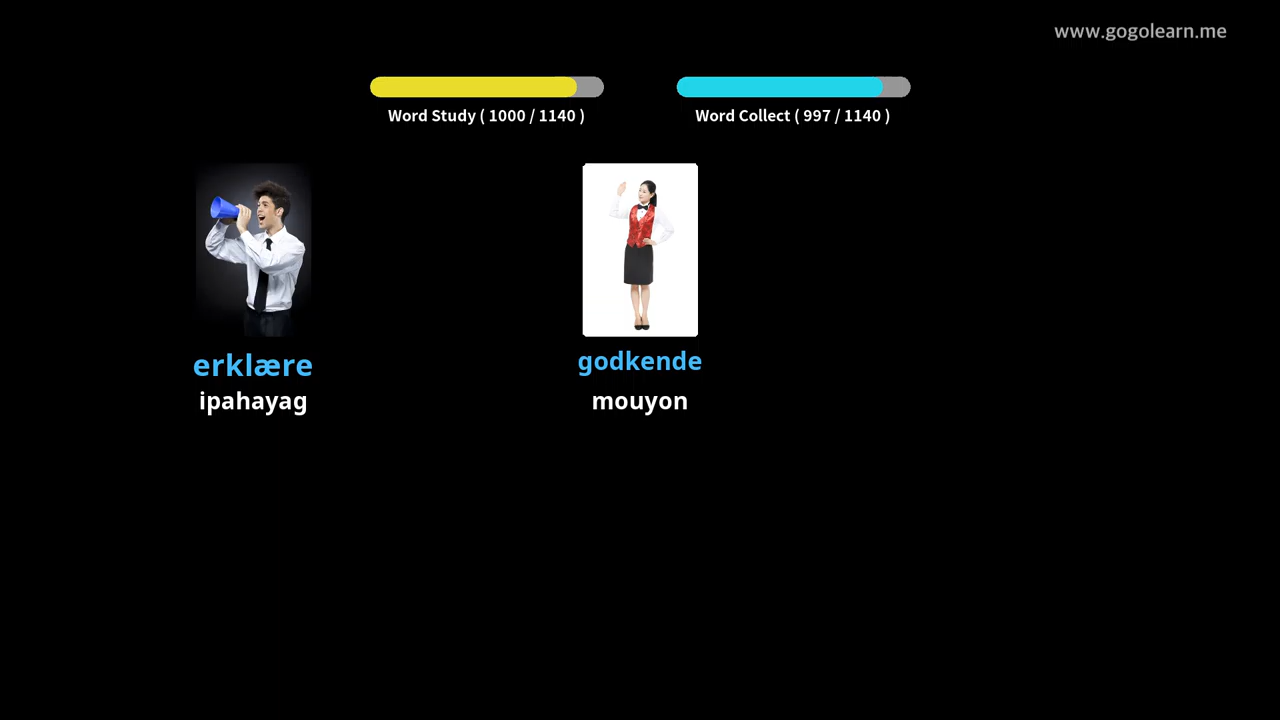 www.gogolearn.me
Word Study ( 1000 / 1140 )
Word Collect ( 997 / 1140 )
erklære
ipahayag
godkende
mouyon